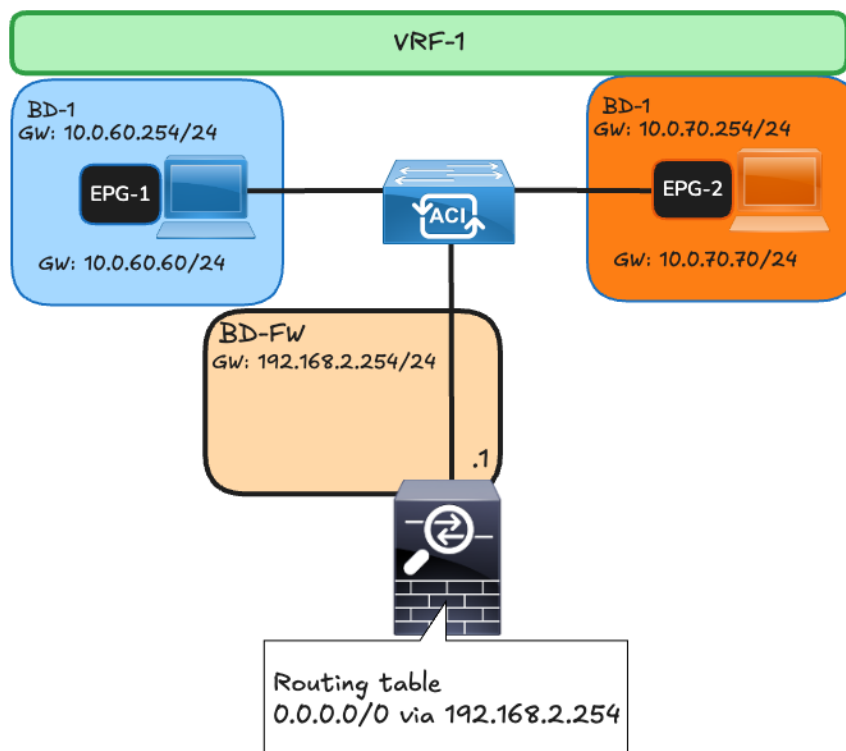 VRF-1
BD-1
GW: 10.0.60.254/24
EPG-1
GW: 10.0.60.60/24
BD-1
GW: 10.0.70.254/24
EPG-2
GW: 10.0.70.70/24
ACI
BD-FW
GW: 192.168.2.254/24
.1
Routing table
0.0.0.0/0 via 192.168.2.254